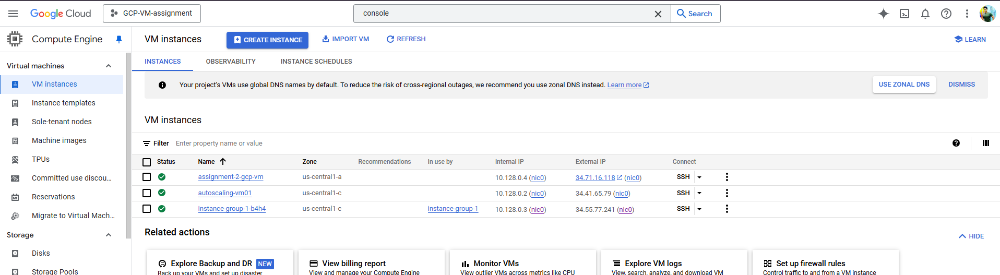 Google Cloud
GCP-VM-assignment
console
Search
Compute Engine
VM instances
CREATE INSTANCE
IMPORT VM
REFRESH
LEARN
Virtual machines
VM instances
Instance templates
Sole-tenant nodes
Machine images
TPUs
Committed use discou...
Reservations
Migrate to Virtual Mach...
Storage
Disks
Storage Pools
INSTANCES
OBSERVABILITY
INSTANCE SCHEDULES
Your project's VMs use global DNS names by default. To reduce the risk of cross-regional outages, we recommend you use zonal DNS instead. Learn more
USE ZONAL DNS
DISMISS
VM instances
Filter Enter property name or value
Status Name Zone Recommendations In use by Internal IP External IP Connect
assignment-2-gcp-vm us-central1-a 10.128.0.4 (nic0) 34.71.16.118 (nic0) SSH
autoscaling-vm01 us-central1-c 10.128.0.2 (nic0) 34.41.65.79 (nic0) SSH
instance-group-1-b4h4 us-central1-c instance-group-1 10.128.0.3 (nic0) 34.55.77.241 (nic0) SSH
Related actions
HIDE
Explore Backup and DR NEW
Back up your VMs and set up disaster
View billing report
View and manage your Compute Engine
Monitor VMs
View outlier VMs across metrics like CPU
Explore VM logs
View, search, analyze, and download VM
Set up firewall rules
Control traffic to and from a VM instance